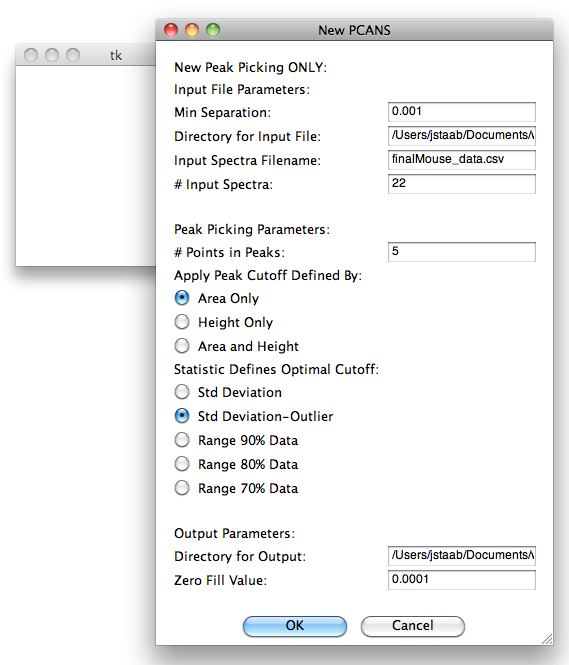 tk
New PCANS
New Peak Picking ONLY:
Input File Parameters:
Min Separation: 0.001
Directory for Input File: /Users/jstaab/Documents/
Input Spectra Filename: finalMouse_data.csv
# Input Spectra: 22
Peak Picking Parameters:
# Points in Peaks: 5
Apply Peak Cutoff Defined By:
Area Only
Height Only
Area and Height
Statistic Defines Optimal Cutoff:
Std Deviation
Std Deviation-Outlier
Range 90% Data
Range 80% Data
Range 70% Data
Output Parameters:
Directory for Output: /Users/jstaab/Documents/
Zero Fill Value: 0.0001
OK Cancel